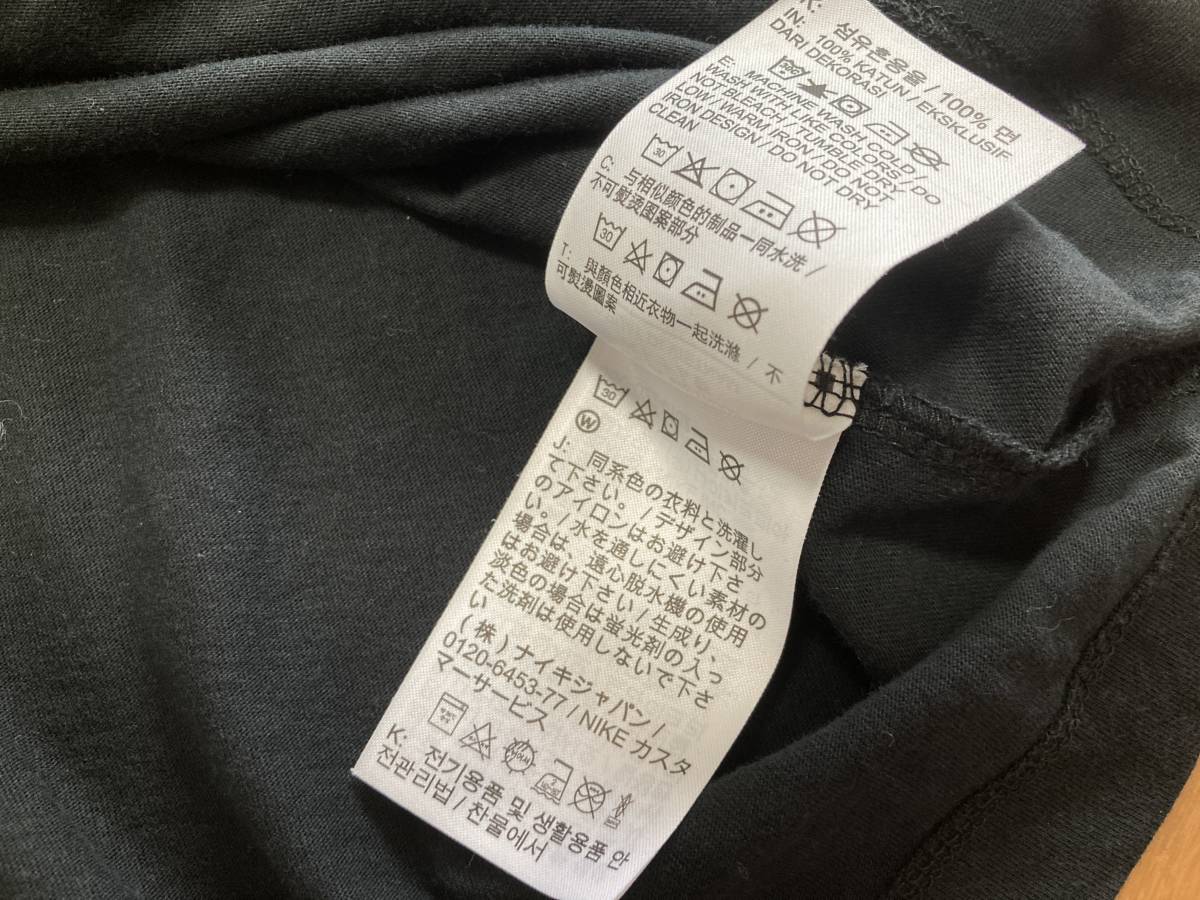 K: 섬유혼용율 / 100% 면
IN: 100% KATUN / EKSKLUSIF
DARI DEKORASI
E: MACHINE WASH COLD /
WASH WITH LIKE COLORS / DO
NOT BLEACH / TUMBLE DRY
LOW / WARM IRON / DO NOT
IRON DESIGN / DO NOT DRY
CLEAN
30
C: 与相似颜色的制品一同水洗 /
不可熨烫图案部分
30
T: 與顏色相近衣物一起洗滌 / 不
可熨燙圖案
30
W
J: 同系色の衣料と洗濯し
て下さい。/ デザイン部分
のアイロンはお避け下さ
い。/ 水を通しにくい素材の
場合は、遠心脱水機の使用
はお避け下さい / 生成り、
淡色の場合は蛍光剤の入っ
た洗剤は使用しないで下さ
い
(株) ナイキジャパン /
0120-6453-77 / NIKE カスタ
マーサービス
K: 전기용품 및 생활용품 안
전관리법 / 찬물에서